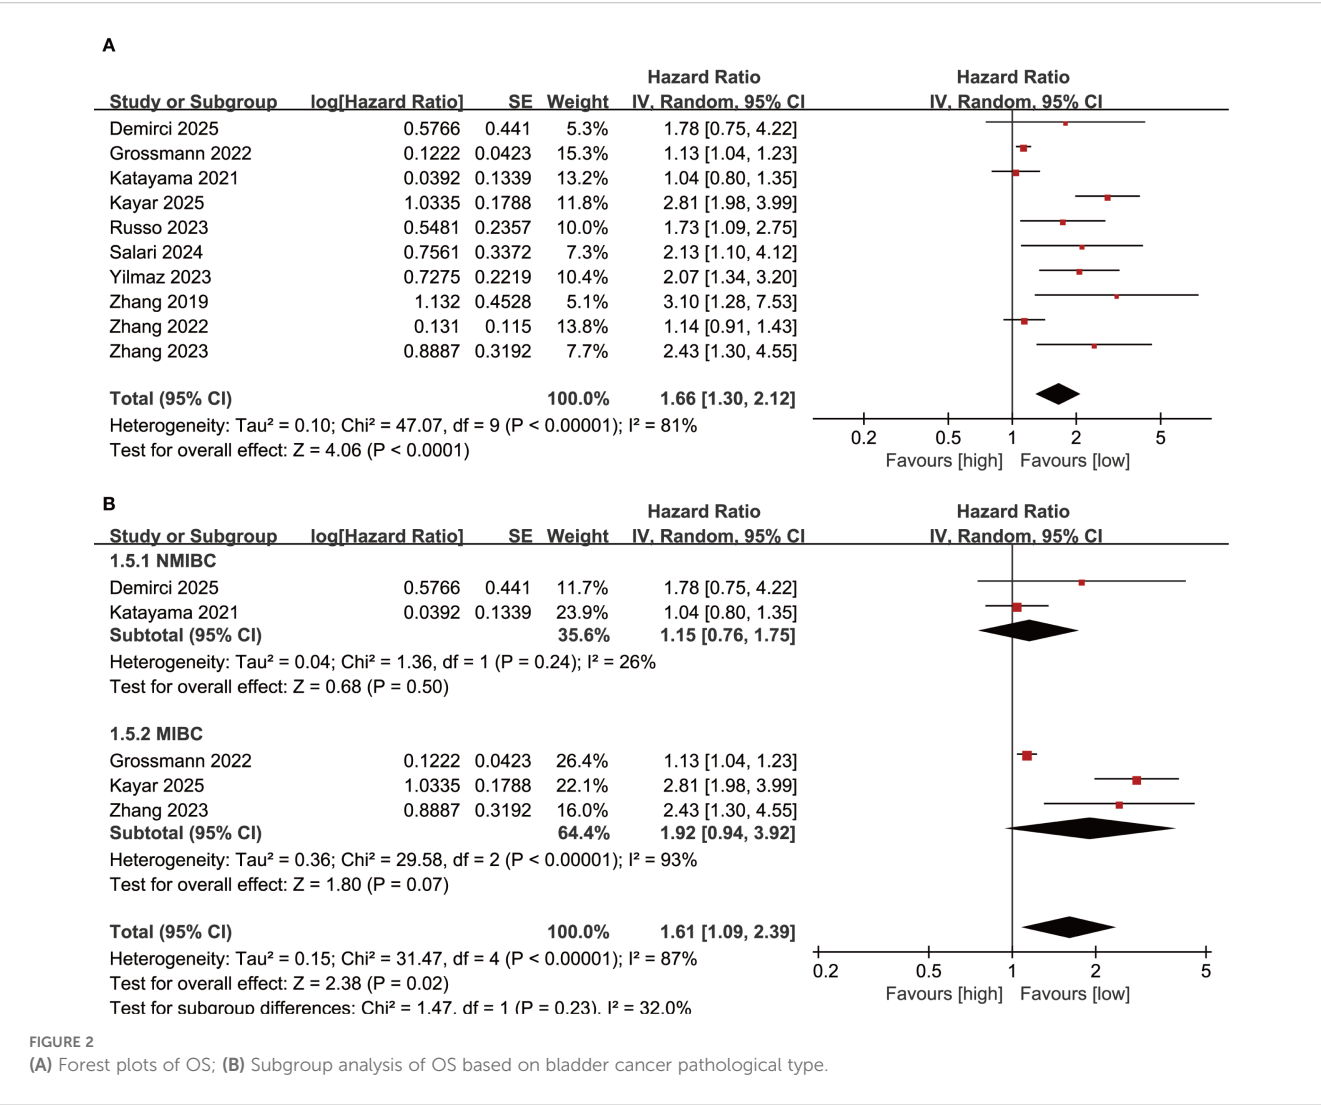 A
Hazard Ratio Hazard Ratio
Study or Subgroup log[Hazard Ratio] SE Weight IV, Random, 95% CI IV, Random, 95% CI
Demirci 2025 0.5766 0.441 5.3% 1.78 [0.75, 4.22]
Grossmann 2022 0.1222 0.0423 15.3% 1.13 [1.04, 1.23]
Katayama 2021 0.0392 0.1339 13.2% 1.04 [0.80, 1.35]
Kayar 2025 1.0335 0.1788 11.8% 2.81 [1.98, 3.99]
Russo 2023 0.5481 0.2357 10.0% 1.73 [1.09, 2.75]
Salari 2024 0.7561 0.3372 7.3% 2.13 [1.10, 4.12]
Yilmaz 2023 0.7275 0.2219 10.4% 2.07 [1.34, 3.20]
Zhang 2019 1.132 0.4528 5.1% 3.10 [1.28, 7.53]
Zhang 2022 0.131 0.115 13.8% 1.14 [0.91, 1.43]
Zhang 2023 0.8887 0.3192 7.7% 2.43 [1.30, 4.55]
Total (95% CI) 100.0% 1.66 [1.30, 2.12]
Heterogeneity: Tau² = 0.10; Chi² = 47.07, df = 9 (P < 0.00001); I² = 81%
Test for overall effect: Z = 4.06 (P < 0.0001)
0.2 0.5 1 2 5
Favours [high] Favours [low]
B
Hazard Ratio Hazard Ratio
Study or Subgroup log[Hazard Ratio] SE Weight IV, Random, 95% CI IV, Random, 95% CI
1.5.1 NMIBC
Demirci 2025 0.5766 0.441 11.7% 1.78 [0.75, 4.22]
Katayama 2021 0.0392 0.1339 23.9% 1.04 [0.80, 1.35]
Subtotal (95% CI) 35.6% 1.15 [0.76, 1.75]
Heterogeneity: Tau² = 0.04; Chi² = 1.36, df = 1 (P = 0.24); I² = 26%
Test for overall effect: Z = 0.68 (P = 0.50)
1.5.2 MIBC
Grossmann 2022 0.1222 0.0423 26.4% 1.13 [1.04, 1.23]
Kayar 2025 1.0335 0.1788 22.1% 2.81 [1.98, 3.99]
Zhang 2023 0.8887 0.3192 16.0% 2.43 [1.30, 4.55]
Subtotal (95% CI) 64.4% 1.92 [0.94, 3.92]
Heterogeneity: Tau² = 0.36; Chi² = 29.58, df = 2 (P < 0.00001); I² = 93%
Test for overall effect: Z = 1.80 (P = 0.07)
Total (95% CI) 100.0% 1.61 [1.09, 2.39]
Heterogeneity: Tau² = 0.15; Chi² = 31.47, df = 4 (P < 0.00001); I² = 87%
Test for overall effect: Z = 2.38 (P = 0.02)
Test for subgroup differences: Chi² = 1.47, df = 1 (P = 0.23), I² = 32.0%
0.2 0.5 1 2 5
Favours [high] Favours [low]
FIGURE 2
(A) Forest plots of OS; (B) Subgroup analysis of OS based on bladder cancer pathological type.